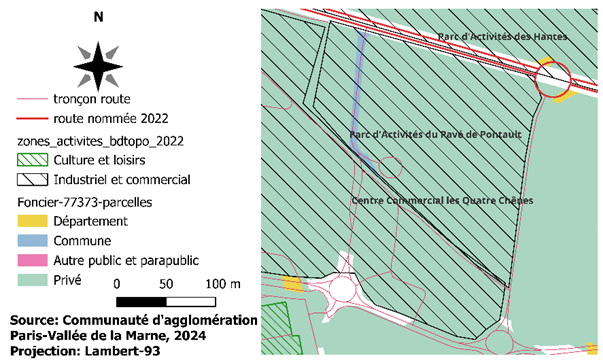 N
tronçon route
route nommée 2022
zones_activites_bdtopo_2022
Culture et loisirs
Industriel et commercial
Foncier-77373-parcelles
Département
Commune
Autre public et parapublic
Privé
0 50 100 m
Source: Communauté d'agglomération
Paris-Vallée de la Marne, 2024
Projection: Lambert-93
Parc d'Activités des Hantes
Parc d'Activités du Pavé de Pontault
Centre Commercial les Quatre Chênes